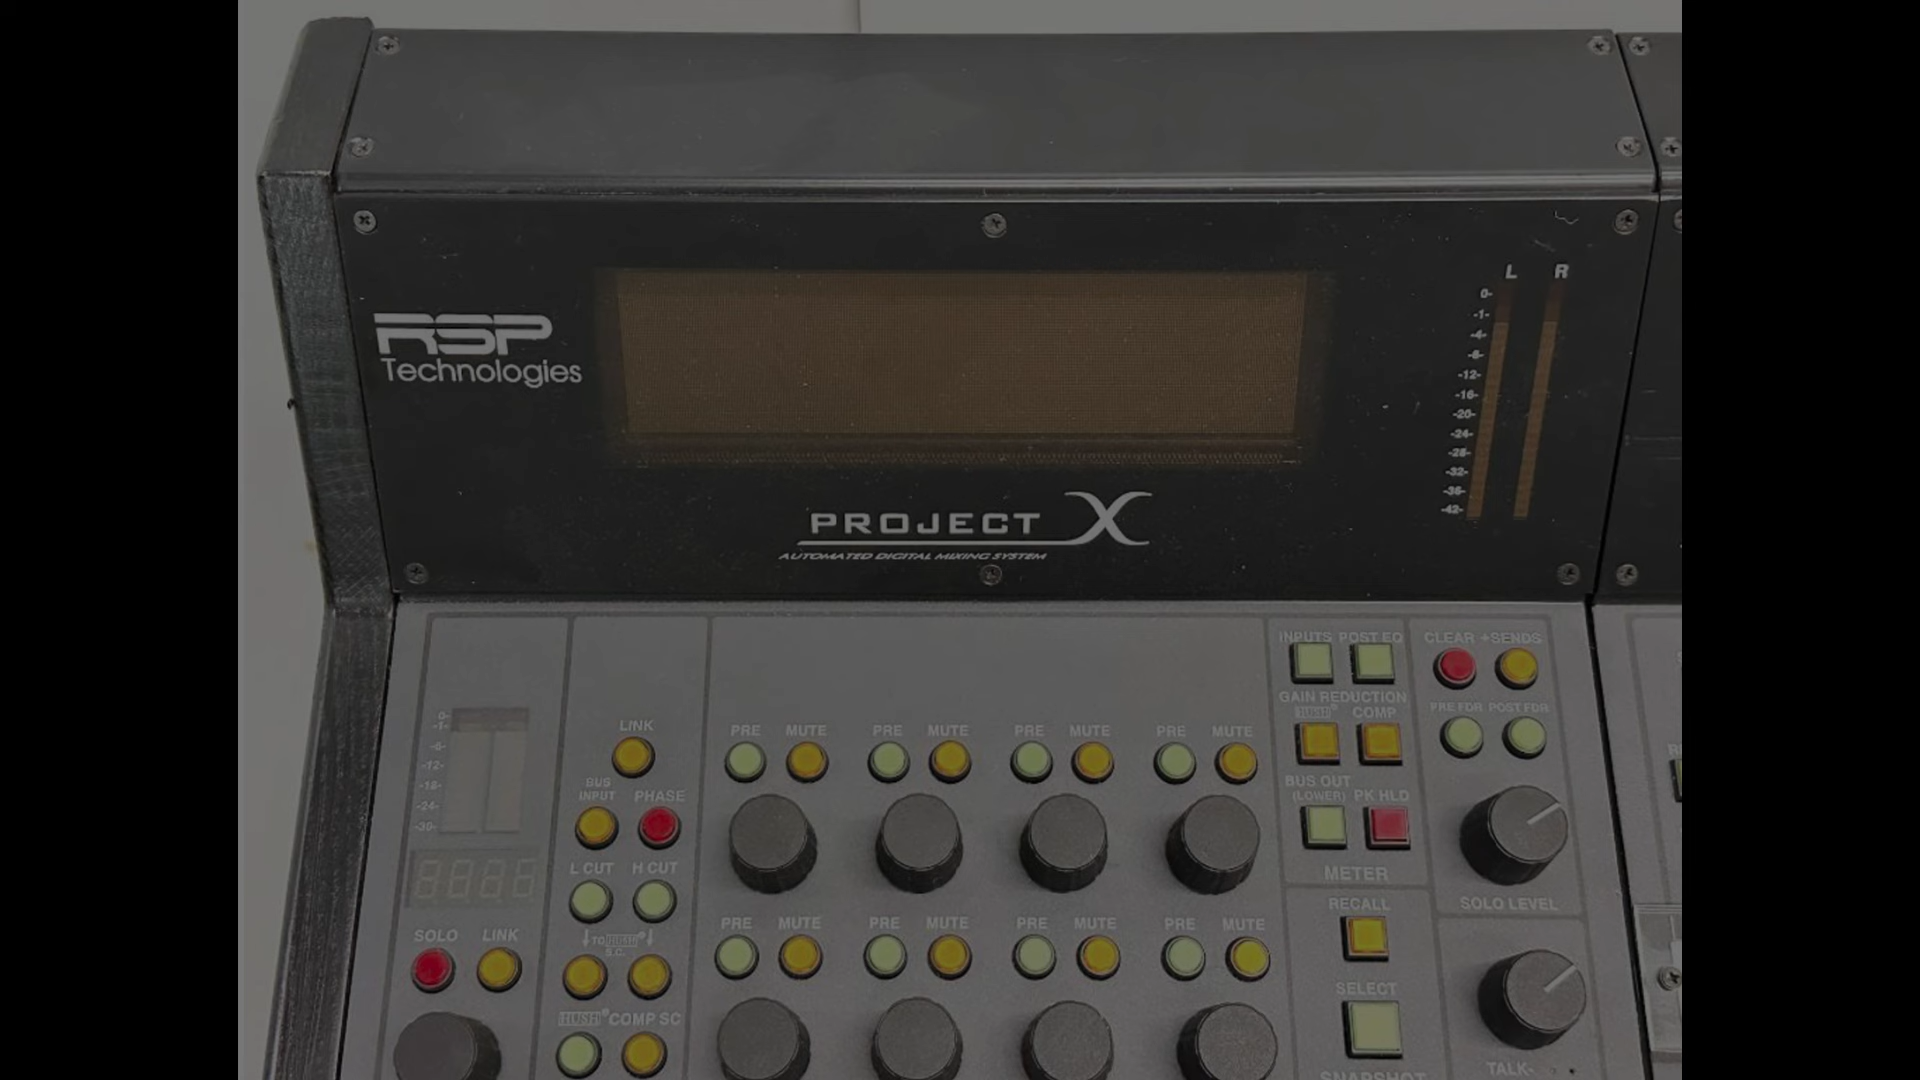 RSP
Technologies
L R
0-
-1-
-4-
-8-
-12-
-16-
-20-
-24-
-28-
-32-
-36-
-42-
PROJECT X
AUTOMATED DIGITAL MIXING SYSTEM
INPUTS POST EQ
CLEAR +SENDS
GAIN REDUCTION
HUSH® COMP
PRE FDR POST FDR
0-
-1-
-6-
-12-
-18-
-24-
-30-
LINK
PRE MUTE PRE MUTE PRE MUTE PRE MUTE
BUS
INPUT PHASE
BUS OUT
(LOWER) PK HLD
METER
L CUT H CUT
RECALL
SOLO LEVEL
PRE MUTE PRE MUTE PRE MUTE PRE MUTE
SOLO LINK
TO HUSH®
S.C.
SELECT
HUSH® COMP SC
SNAPSHOT
TALK-